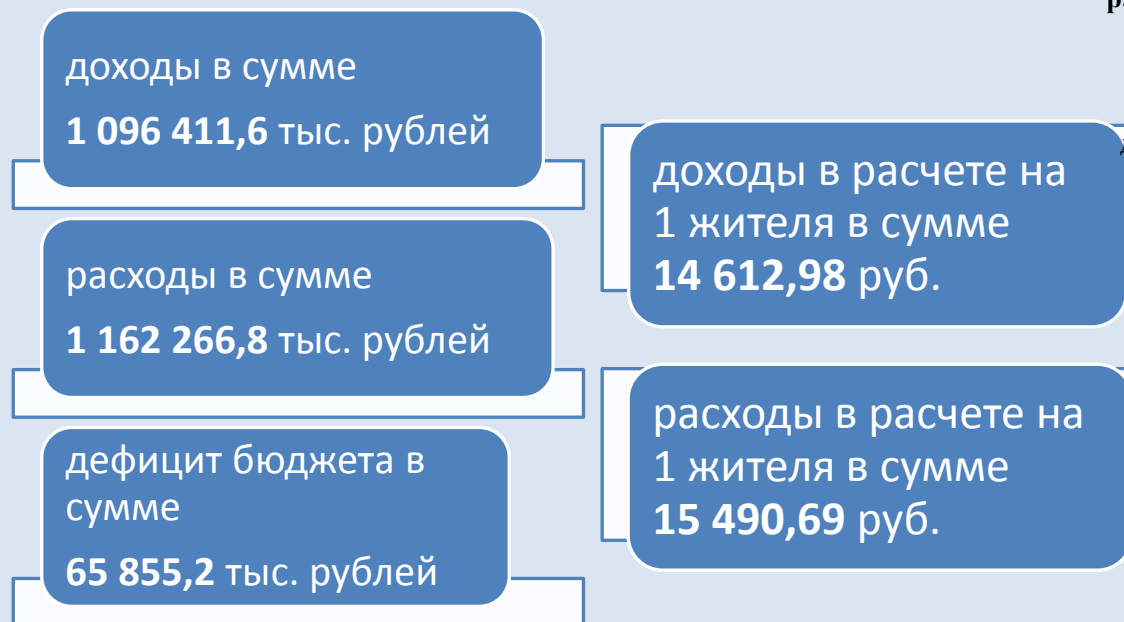 доходы в сумме
1 096 411,6 тыс. рублей
расходы в сумме
1 162 266,8 тыс. рублей
дефицит бюджета в
сумме
65 855,2 тыс. рублей
доходы в расчете на
1 жителя в сумме
14 612,98 руб.
расходы в расчете на
1 жителя в сумме
15 490,69 руб.